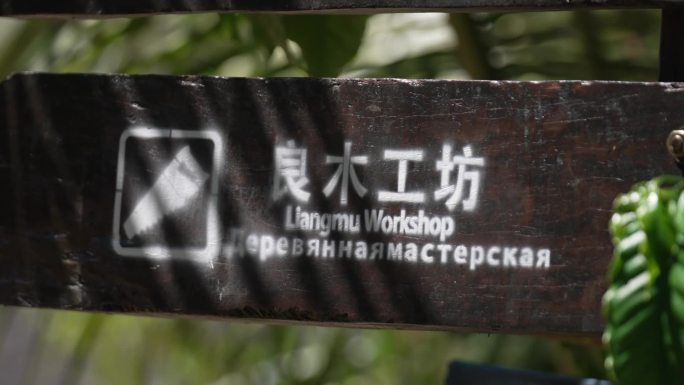 良木工坊
Liangmu Workshop
Деревяннаямастерская